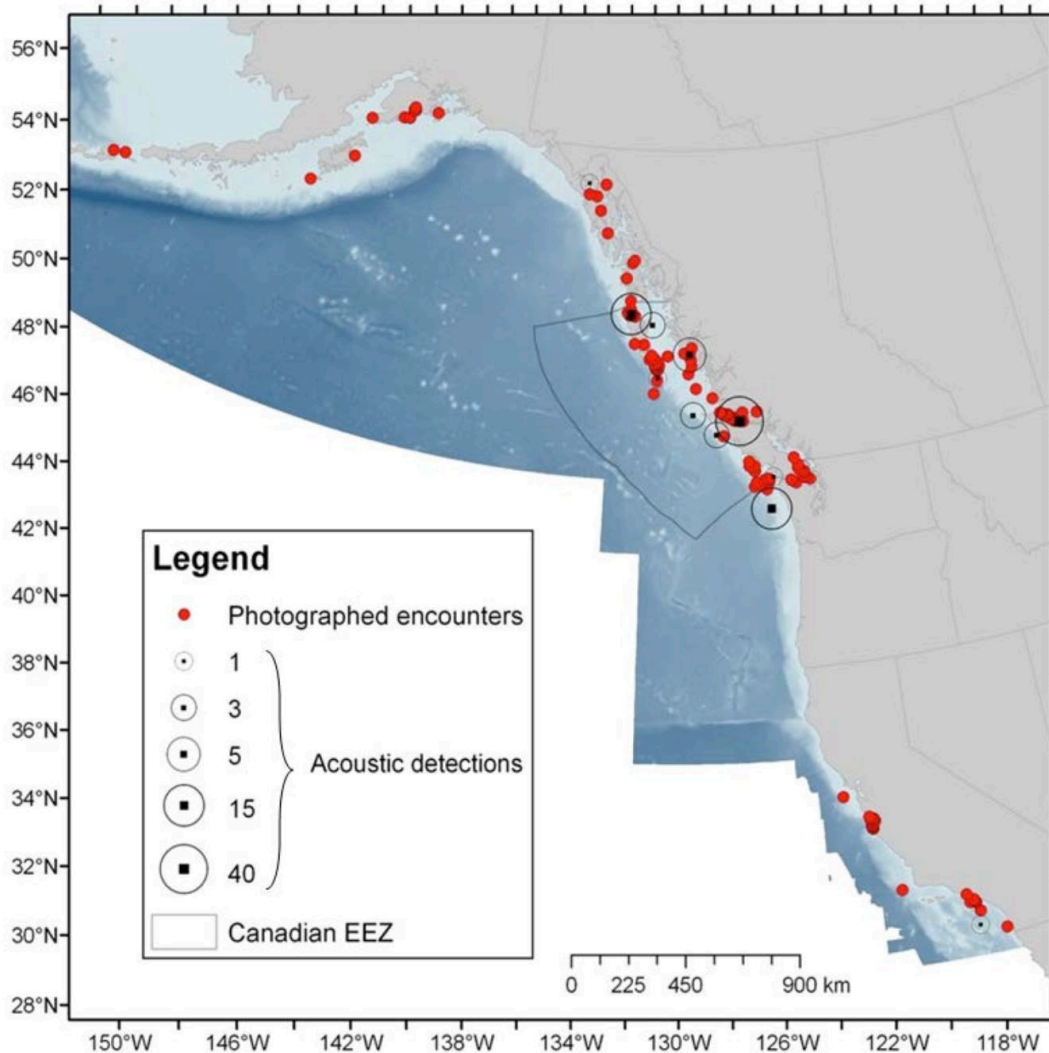 56°N
54°N
52°N
50°N
48°N
46°N
44°N
42°N
40°N
38°N
36°N
34°N
32°N
30°N
28°N
Legend
Photographed encounters
1
3
5
15
40
Acoustic detections
Canadian EEZ
0 225 450 900 km
150°W 146°W 142°W 138°W 134°W 130°W 126°W 122°W 118°W